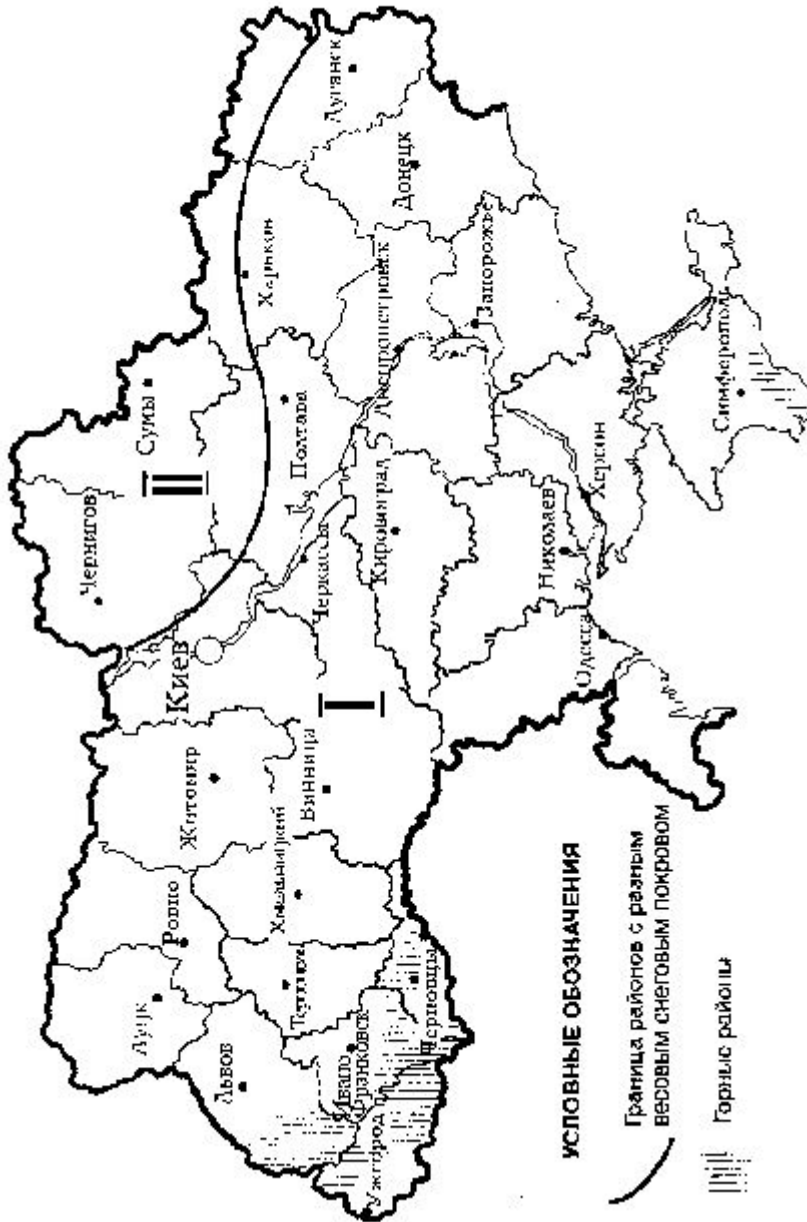 Чернигов
Сумы
II
Луцк
Ровно
Житомир
Киев
Львов
Хмельницкий
Винница
Полтава
Харьков
Луганск
I
Черкассы
Ивано
Франковск
Ужгород
Черновцы
Кировоград
Днепропетровск
Донецк
Запорожье
Николаев
Одесса
Херсон
Симферополь
УСЛОВНЫЕ ОБОЗНАЧЕНИЯ
Граница районов с разным
весовым снеговым покровом
Горные районы